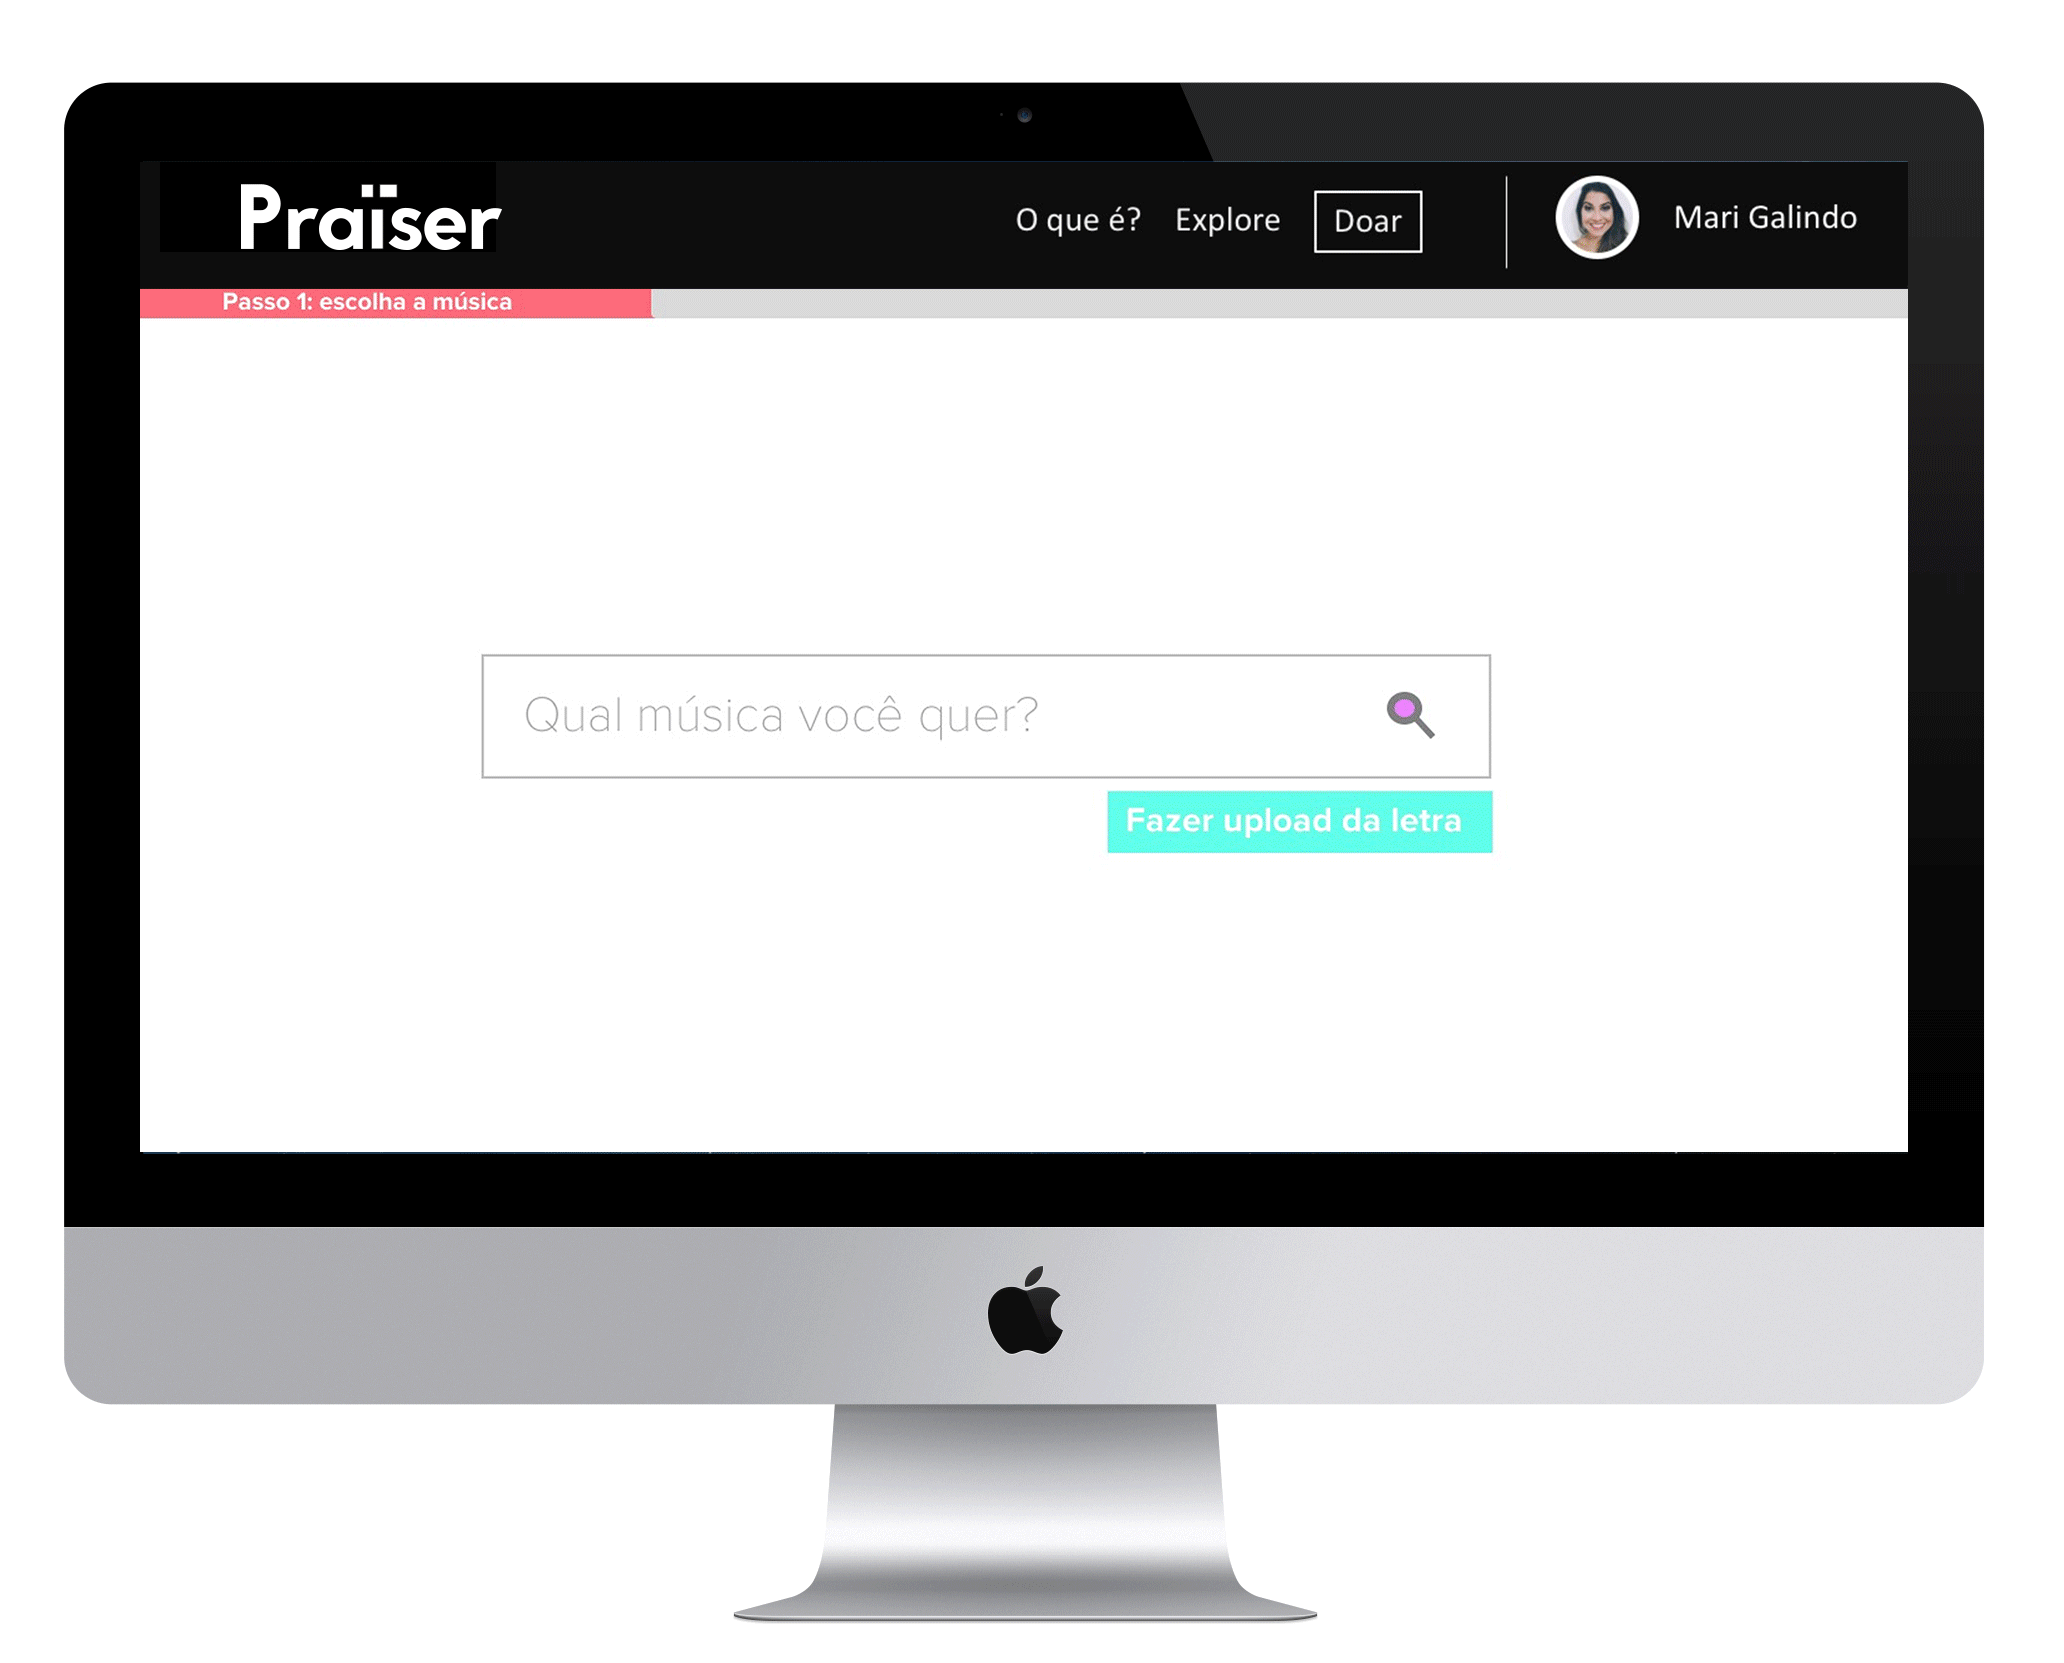 Praïser
O que é? Explore Doar Mari Galindo
Passo 1: escolha a música
Qual música você quer?
Fazer upload da letra